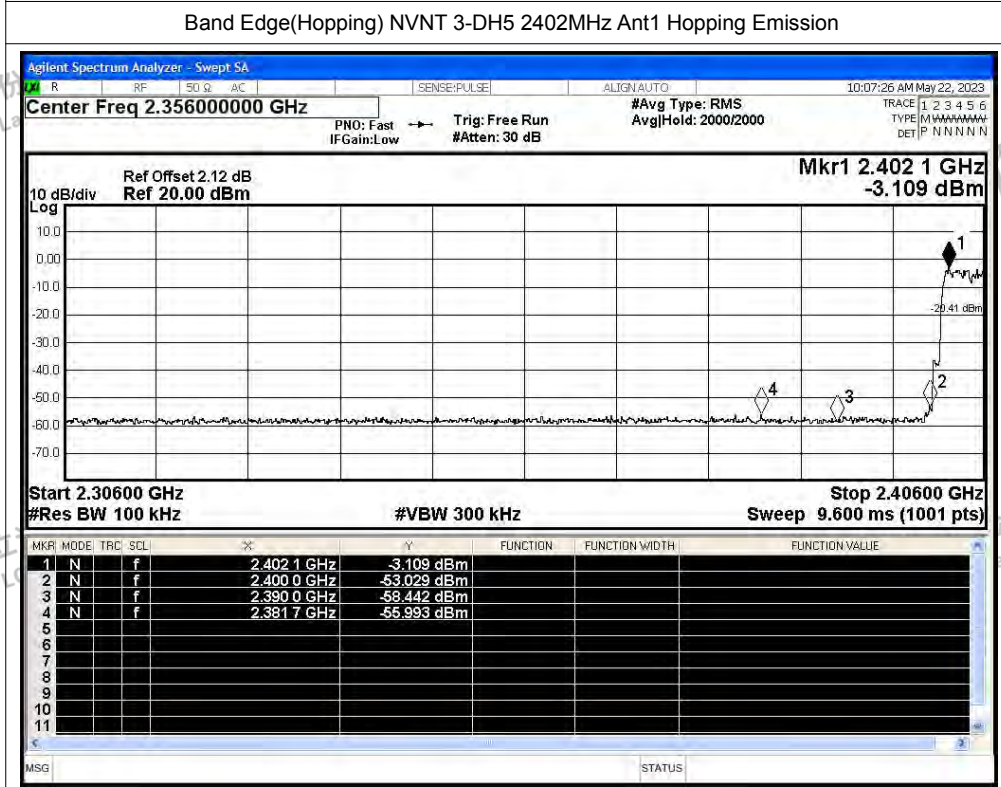 Band Edge(Hopping) NVNT 3-DH5 2402MHz Ant1 Hopping Emission
Agilent Spectrum Analyzer - Swept SA
R RF 50 Ω AC SENSE:PULSE ALIGN AUTO 10:07:26 AM May 22, 2023
Center Freq 2.356000000 GHz #Avg Type: RMS TRACE 1 2 3 4 5 6
PNO: Fast Trig: Free Run Avg|Hold: 2000/2000 TYPE M WWWWW
IFGain:Low #Atten: 30 dB DET P N N N N N
Mkr1 2.402 1 GHz
Ref Offset 2.12 dB
10 dB/div Ref 20.00 dBm -3.109 dBm
Log
10.0
0.00
-10.0
-20.0
-30.0
-40.0
-50.0
-60.0
-70.0
1
-29.41 dBm
2
3
4
Start 2.30600 GHz Stop 2.40600 GHz
#Res BW 100 kHz #VBW 300 kHz Sweep 9.600 ms (1001 pts)
MKR MODE TRC SCL X Y FUNCTION FUNCTION WIDTH FUNCTION VALUE
1 N f 2.402 1 GHz -3.109 dBm
2 N f 2.400 0 GHz -53.029 dBm
3 N f 2.390 0 GHz -58.442 dBm
4 N f 2.381 7 GHz -55.993 dBm
5
6
7
8
9
10
11
MSG STATUS